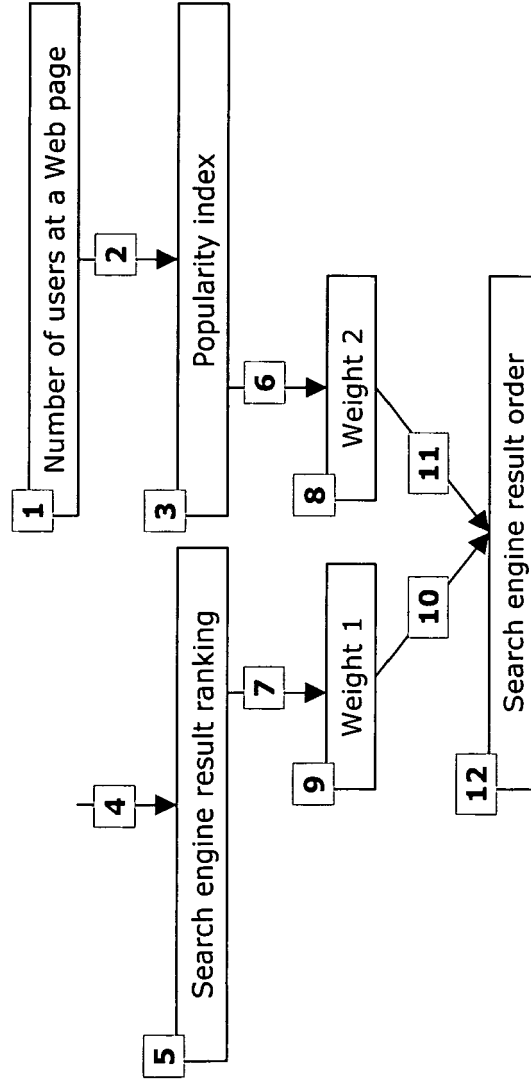 1
Number of users at a Web page
2
3
Popularity index
4
5
Search engine result ranking
6
7
8
Weight 2
9
Weight 1
10
11
12
Search engine result order